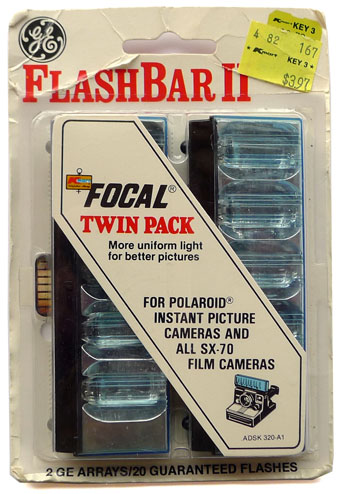 GE
KEY 3
4 82 167
Kmart KEY 3
$3.97
FLASHBAR II
FOCAL®
TWIN PACK
More uniform light
for better pictures
FOR POLAROID®
INSTANT PICTURE
CAMERAS AND
ALL SX-70
FILM CAMERAS
ADSK 320-A1
2 GE ARRAYS/20 GUARANTEED FLASHES